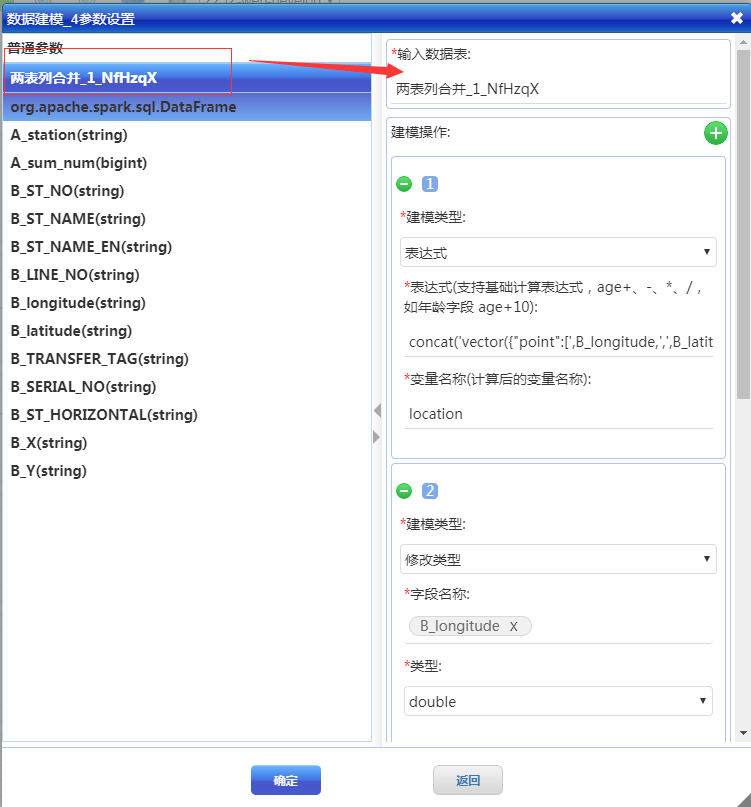 数据建模_4参数设置
普通参数
两表列合并_1_NfHzqX
org.apache.spark.sql.DataFrame
A_station(string)
A_sum_num(bigint)
B_ST_NO(string)
B_ST_NAME(string)
B_ST_NAME_EN(string)
B_LINE_NO(string)
B_longitude(string)
B_latitude(string)
B_TRANSFER_TAG(string)
B_SERIAL_NO(string)
B_ST_HORIZONTAL(string)
B_X(string)
B_Y(string)
*输入数据表:
两表列合并_1_NfHzqX
建模操作:
1
*建模类型:
表达式
*表达式(支持基础计算表达式，age+、-、*、/，
如年龄字段 age+10):
concat('vector({"point":[',B_longitude,',',B_latit
*变量名称(计算后的变量名称):
location
2
*建模类型:
修改类型
*字段名称:
B_longitude x
*类型:
double
确定
返回